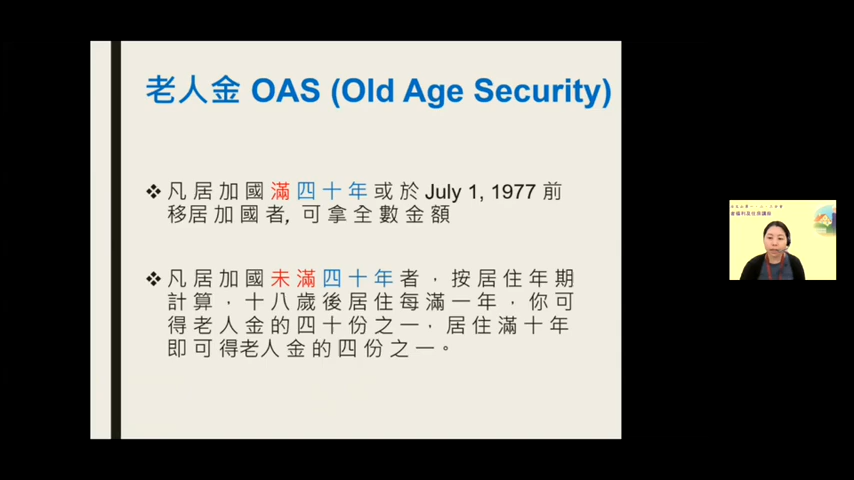 老人金 OAS (Old Age Security)
❖ 凡居加國滿四十年或於 July 1, 1977 前
移居加國者, 可拿全數金額
❖ 凡居加國未滿四十年者，按居住年期
計算，十八歲後居住每滿一年，你可
得老人金的四十份之一，居住滿十年
即可得老人金的四份之一。